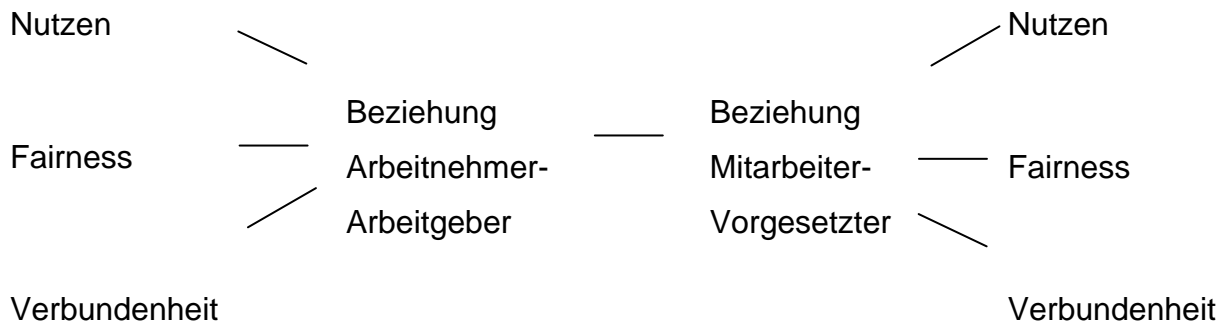 Nutzen
Nutzen
Beziehung
Arbeitnehmer-
Arbeitgeber
Beziehung
Mitarbeiter-
Vorgesetzter
Fairness
Fairness
Verbundenheit
Verbundenheit